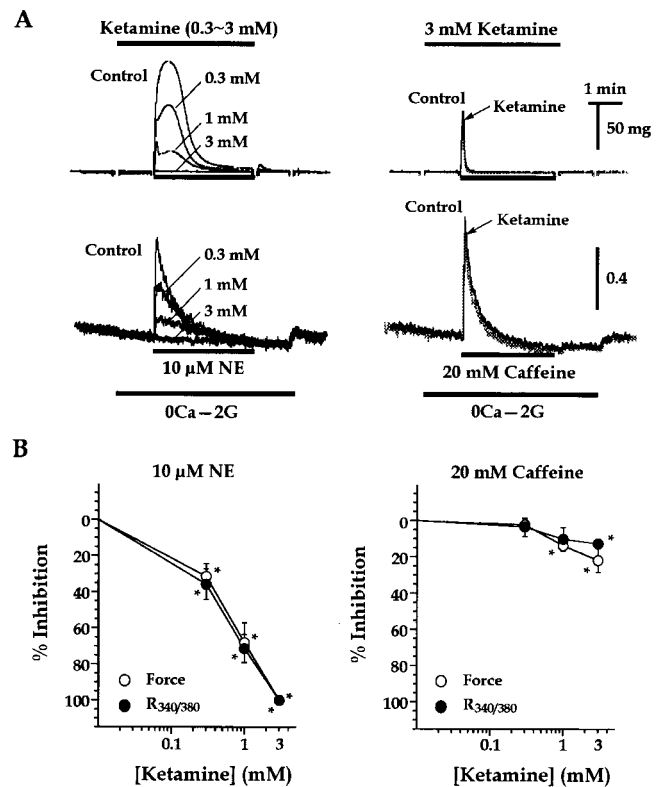 A
Ketamine (0.3~3 mM)
3 mM Ketamine
Control
0.3 mM
1 mM
3 mM
Control
Ketamine
1 min
50 mg
Control
0.3 mM
1 mM
3 mM
Control
Ketamine
0.4
10 µM NE
20 mM Caffeine
0Ca—2G
0Ca—2G
B
10 µM NE
20 mM Caffeine
% Inhibition
0
20
40
60
80
100
* * * * * *
Force
R340/380
0.1
1
3
[Ketamine] (mM)
% Inhibition
0
20
40
60
80
100
* * *
Force
R340/380
0.1
1
3
[Ketamine] (mM)